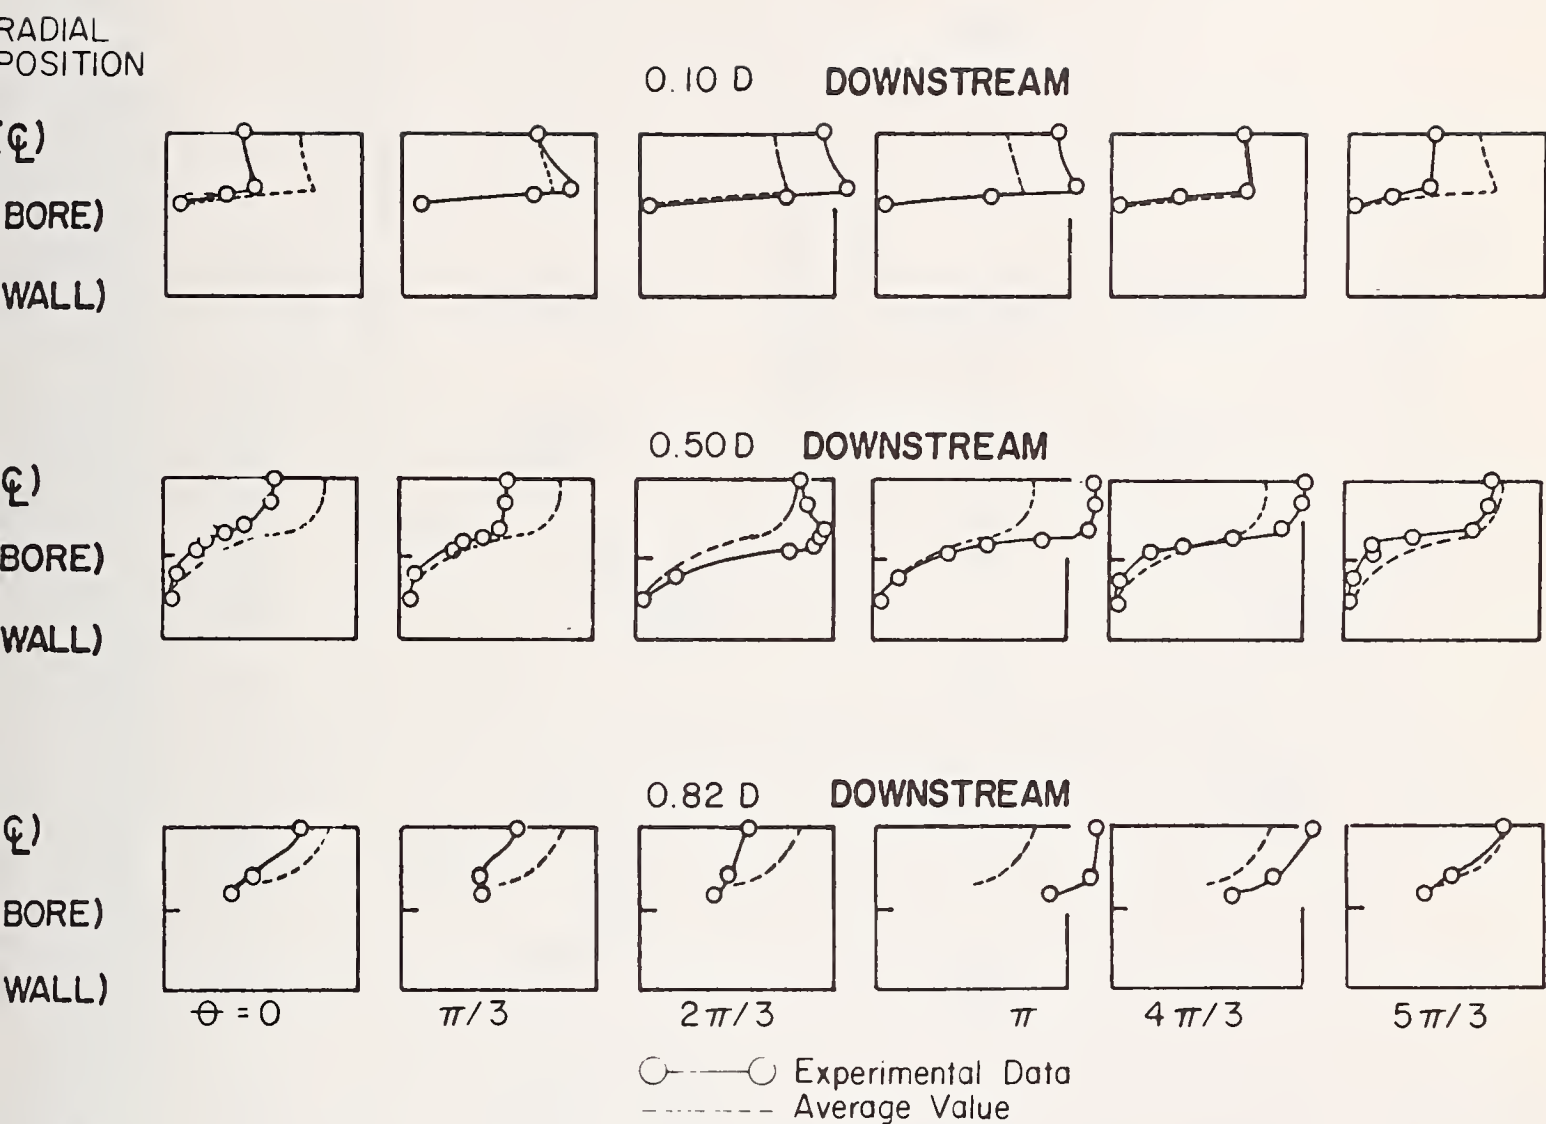 RADIAL
POSITION
0.10 D DOWNSTREAM
(℄)
BORE)
WALL)
0.50 D DOWNSTREAM
℄)
BORE)
WALL)
0.82 D DOWNSTREAM
℄)
BORE)
WALL)
θ = 0 π/3 2π/3 π 4π/3 5π/3
Experimental Data
Average Value